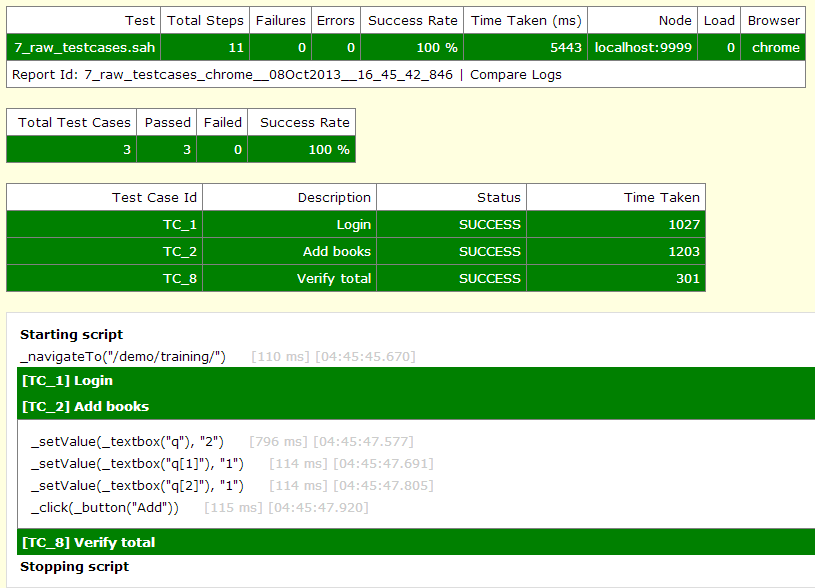 Test Total Steps Failures Errors Success Rate Time Taken (ms) Node Load Browser
7_raw_testcases.sah 11 0 0 100 % 5443 localhost:9999 0 chrome
Report Id: 7_raw_testcases_chrome__08Oct2013__16_45_42_846 | Compare Logs
Total Test Cases Passed Failed Success Rate
3 3 0 100 %
Test Case Id Description Status Time Taken
TC_1 Login SUCCESS 1027
TC_2 Add books SUCCESS 1203
TC_8 Verify total SUCCESS 301
Starting script
_navigateTo("/demo/training/") [110 ms] [04:45:45.670]
[TC_1] Login
[TC_2] Add books
_setValue(_textbox("q"), "2") [796 ms] [04:45:47.577]
_setValue(_textbox("q[1]"), "1") [114 ms] [04:45:47.691]
_setValue(_textbox("q[2]"), "1") [114 ms] [04:45:47.805]
_click(_button("Add")) [115 ms] [04:45:47.920]
[TC_8] Verify total
Stopping script